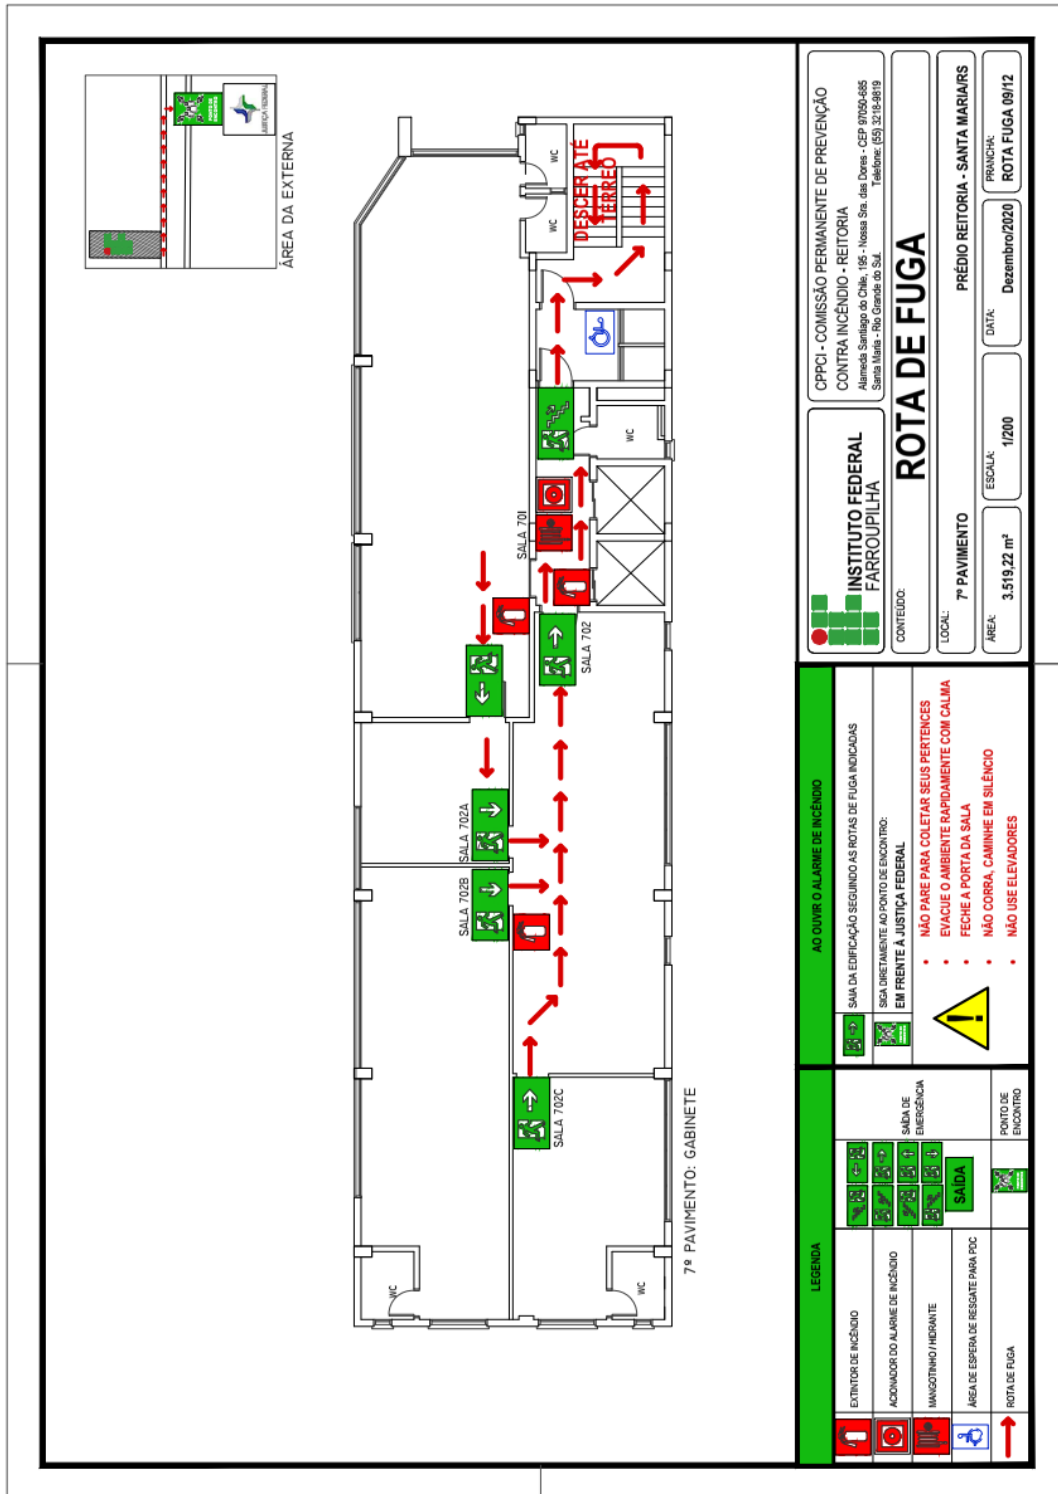 ÁREA DA EXTERNA
PONTO DE ENCONTRO
JUSTIÇA FEDERAL
WC
WC
DESCER ATÉ
TÉRREO
WC
SALA 701
SALA 702
SALA 702A
SALA 702B
SALA 702C
WC
WC
7º PAVIMENTO: GABINETE
LEGENDA
EXTINTOR DE INCÊNDIO
ACIONADOR DO ALARME DE INCÊNDIO
MANGOTINHO / HIDRANTE
ÁREA DE ESPERA DE RESGATE PARA PDC
ROTA DE FUGA
SAÍDA
SAÍDA DE
EMERGÊNCIA
PONTO DE
ENCONTRO
AO OUVIR O ALARME DE INCÊNDIO
SAIA DA EDIFICAÇÃO SEGUINDO AS ROTAS DE FUGA INDICADAS
SIGA DIRETAMENTE AO PONTO DE ENCONTRO:
EM FRENTE À JUSTIÇA FEDERAL
• NÃO PARE PARA COLETAR SEUS PERTENCES
• EVACUE O AMBIENTE RAPIDAMENTE COM CALMA
• FECHE A PORTA DA SALA
• NÃO CORRA, CAMINHE EM SILÊNCIO
• NÃO USE ELEVADORES
INSTITUTO FEDERAL
FARROUPILHA
CPPCI - COMISSÃO PERMANENTE DE PREVENÇÃO
CONTRA INCÊNDIO - REITORIA
Alameda Santiago do Chile, 195 - Nossa Sra. das Dores - CEP 97050-685
Santa Maria - Rio Grande do Sul. Telefone: (55) 3218-9819
CONTEÚDO:
ROTA DE FUGA
LOCAL:
7º PAVIMENTO PRÉDIO REITORIA - SANTA MARIA/RS
ÁREA:
3.519,22 m²
ESCALA:
1/200
DATA:
Dezembro/2020
PRANCHA:
ROTA FUGA 09/12